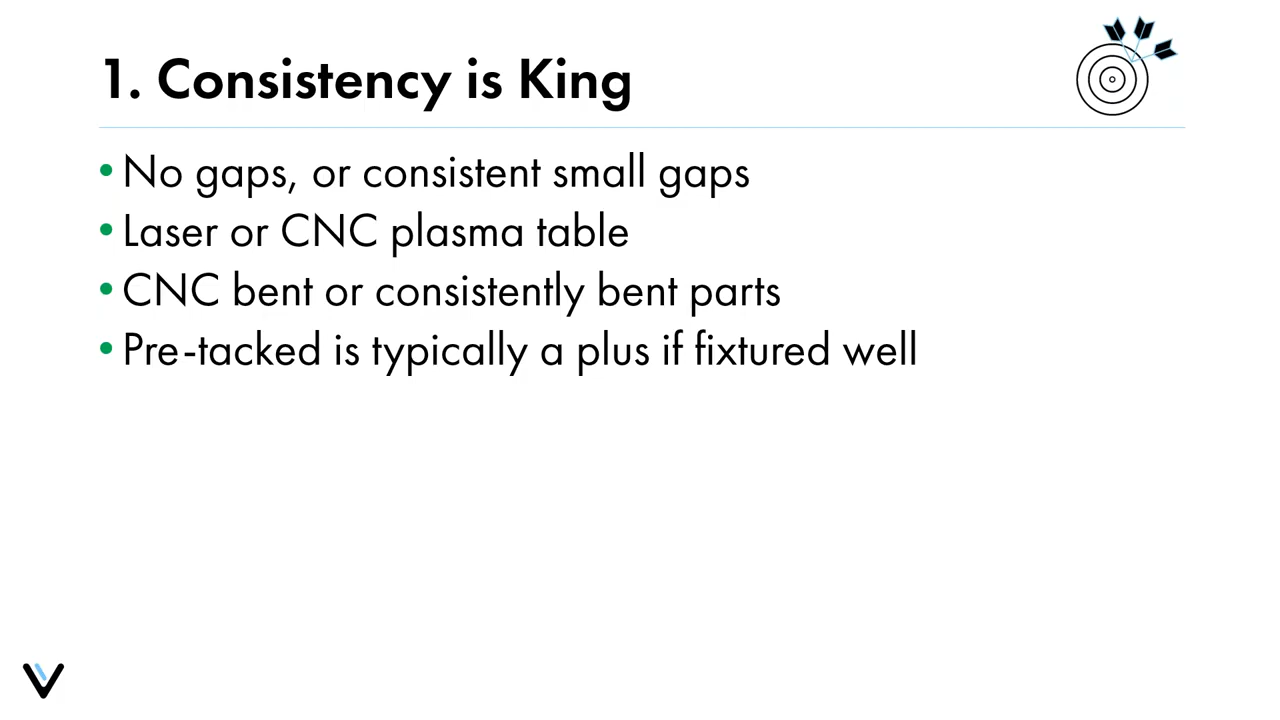 1. Consistency is King
• No gaps, or consistent small gaps
• Laser or CNC plasma table
• CNC bent or consistently bent parts
• Pre-tacked is typically a plus if fixtured well